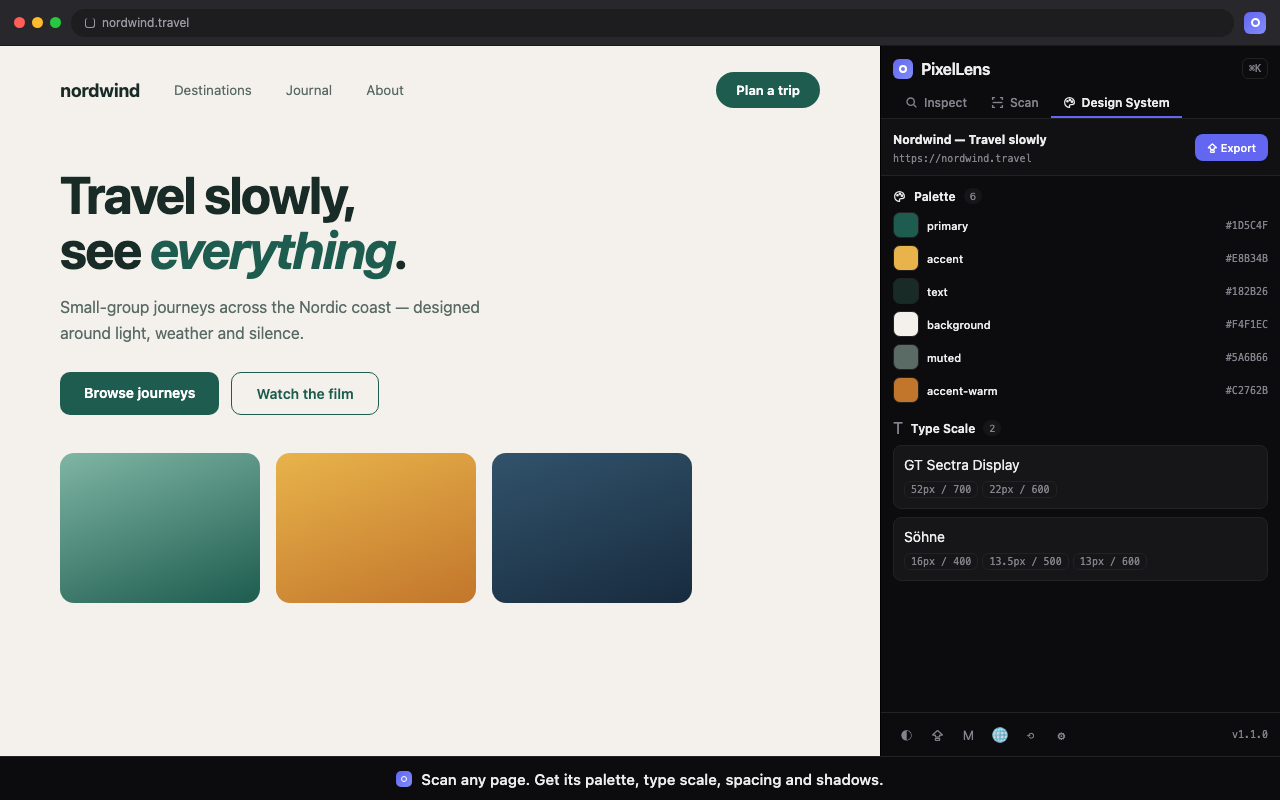 nordwind.travel
nordwind
Destinations
Journal
About
Plan a trip
Travel slowly,
see everything.
Small-group journeys across the Nordic coast — designed
around light, weather and silence.
Browse journeys
Watch the film
PixelLens
⌘K
Inspect
Scan
Design System
Nordwind — Travel slowly
https://nordwind.travel
Export
Palette 6
primary #1D5C4F
accent #E8B34B
text #182B26
background #F4F1EC
muted #5A6B66
accent-warm #C2762B
Type Scale 2
GT Sectra Display
52px / 700 22px / 600
Söhne
16px / 400 13.5px / 500 13px / 600
M
v1.1.0
Scan any page. Get its palette, type scale, spacing and shadows.